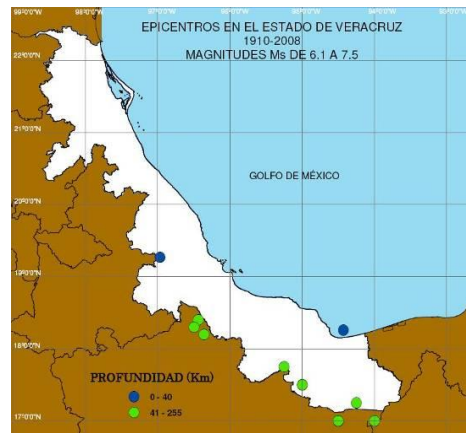 EPICENTROS EN EL ESTADO DE VERACRUZ
1910-2008
MAGNITUDES Ms DE 6.1 A 7.5
22°0'0"N
21°0'0"N
20°0'0"N
GOLFO DE MÉXICO
19°0'0"N
18°0'0"N
PROFUNDIDAD (Km)
0 - 40
41 - 255
17°0'0"N